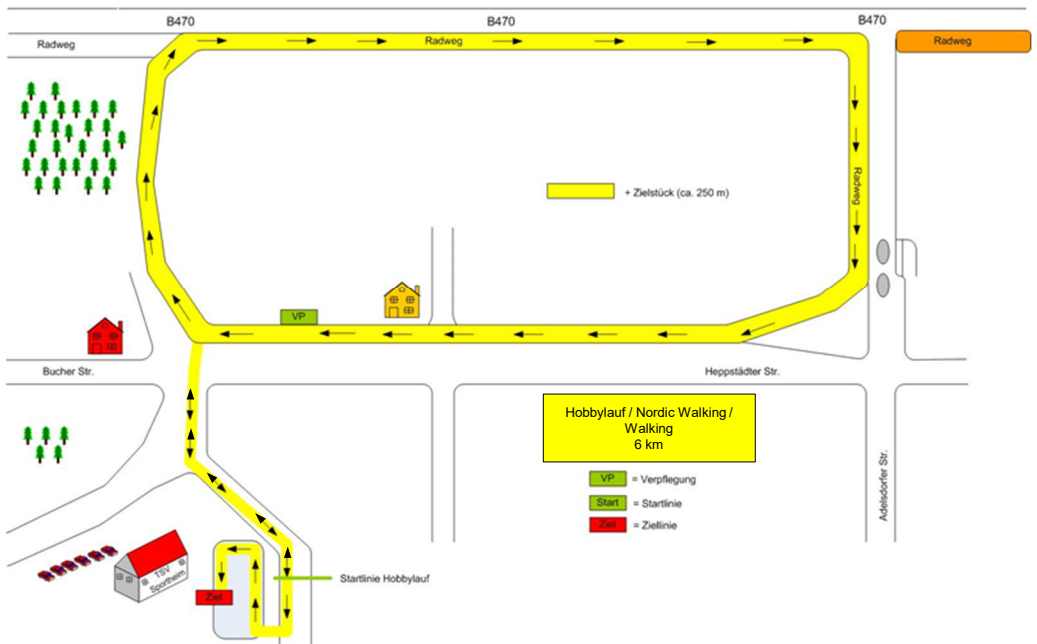 B470
B470
B470
Radweg
Radweg
Radweg
Radweg
+ Zielstück (ca. 250 m)
VP
Bucher Str.
Heppstädter Str.
Hobbylauf / Nordic Walking /
Walking
6 km
VP = Verpflegung
Start = Startlinie
Ziel = Ziellinie
Adelsdorfer Str.
TSV
Sportheim
Startlinie Hobbylauf
Ziel